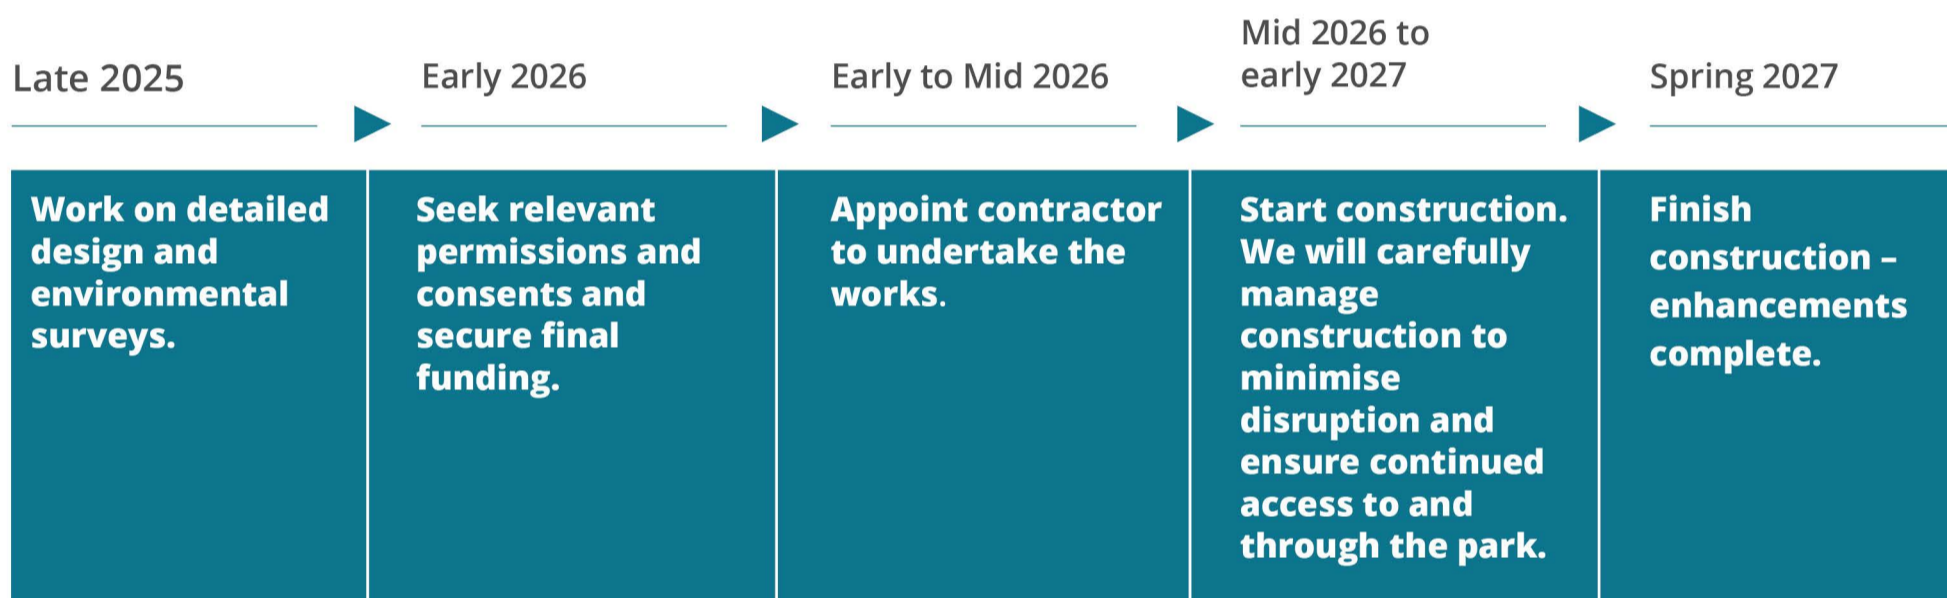 Late 2025
Work on detailed
design and
environmental
surveys.
Early 2026
Seek relevant
permissions and
consents and
secure final
funding.
Early to Mid 2026
Appoint contractor
to undertake the
works.
Mid 2026 to
early 2027
Start construction.
We will carefully
manage
construction to
minimise
disruption and
ensure continued
access to and
through the park.
Spring 2027
Finish
construction –
enhancements
complete.